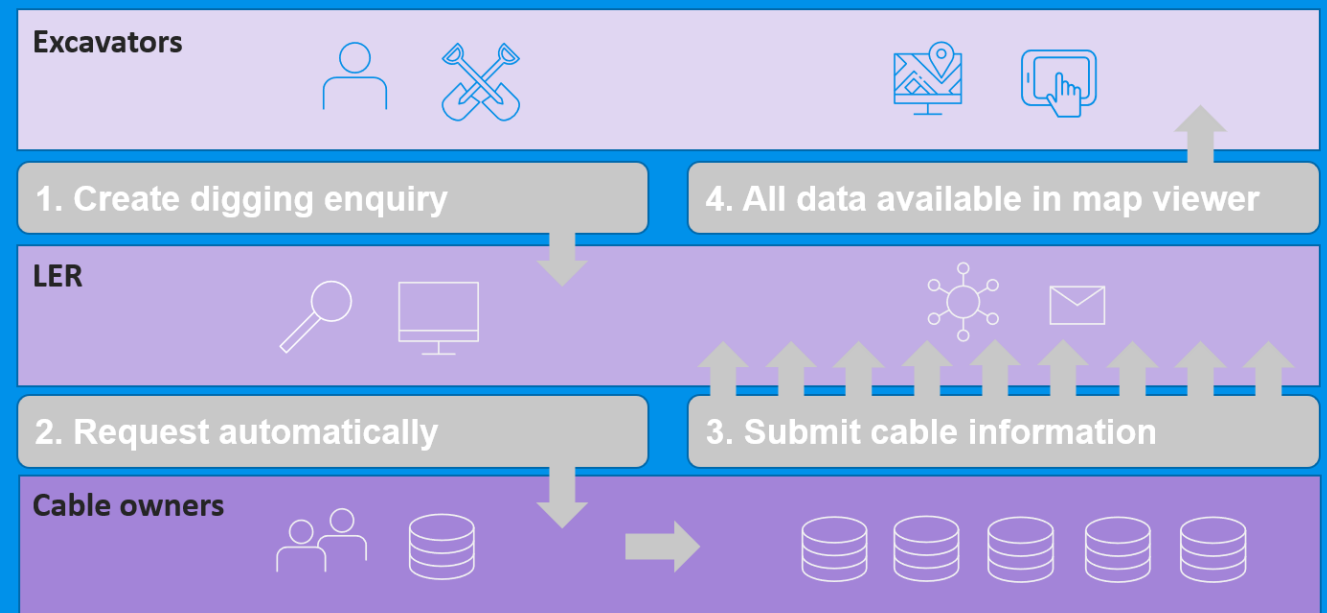 Excavators
1. Create digging enquiry
4. All data available in map viewer
LER
2. Request automatically
3. Submit cable information
Cable owners